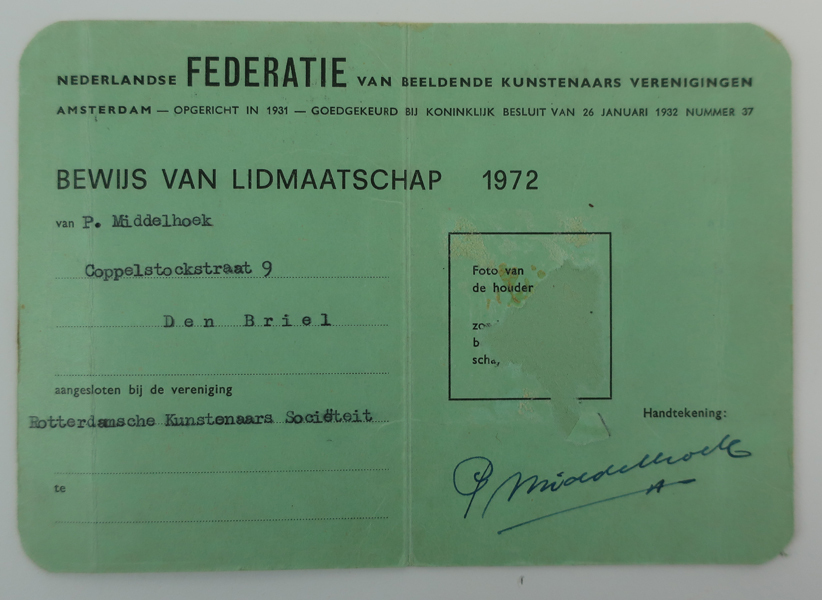 NEDERLANDSE FEDERATIE VAN BEELDENDE KUNSTENAARS VERENIGINGEN
AMSTERDAM — OPGERICHT IN 1931 — GOEDGEKEURD BIJ KONINKLIJK BESLUIT VAN 26 JANUARI 1932 NUMMER 37
BEWIJS VAN LIDMAATSCHAP 1972
van P. Middelhoek
Coppelstockstraat 9
Den Briel
aangesloten bij de vereniging
Rotterdamsche Kunstenaars Sociëteit
te
Foto van
de houder
Handtekening:
P Middelhoek